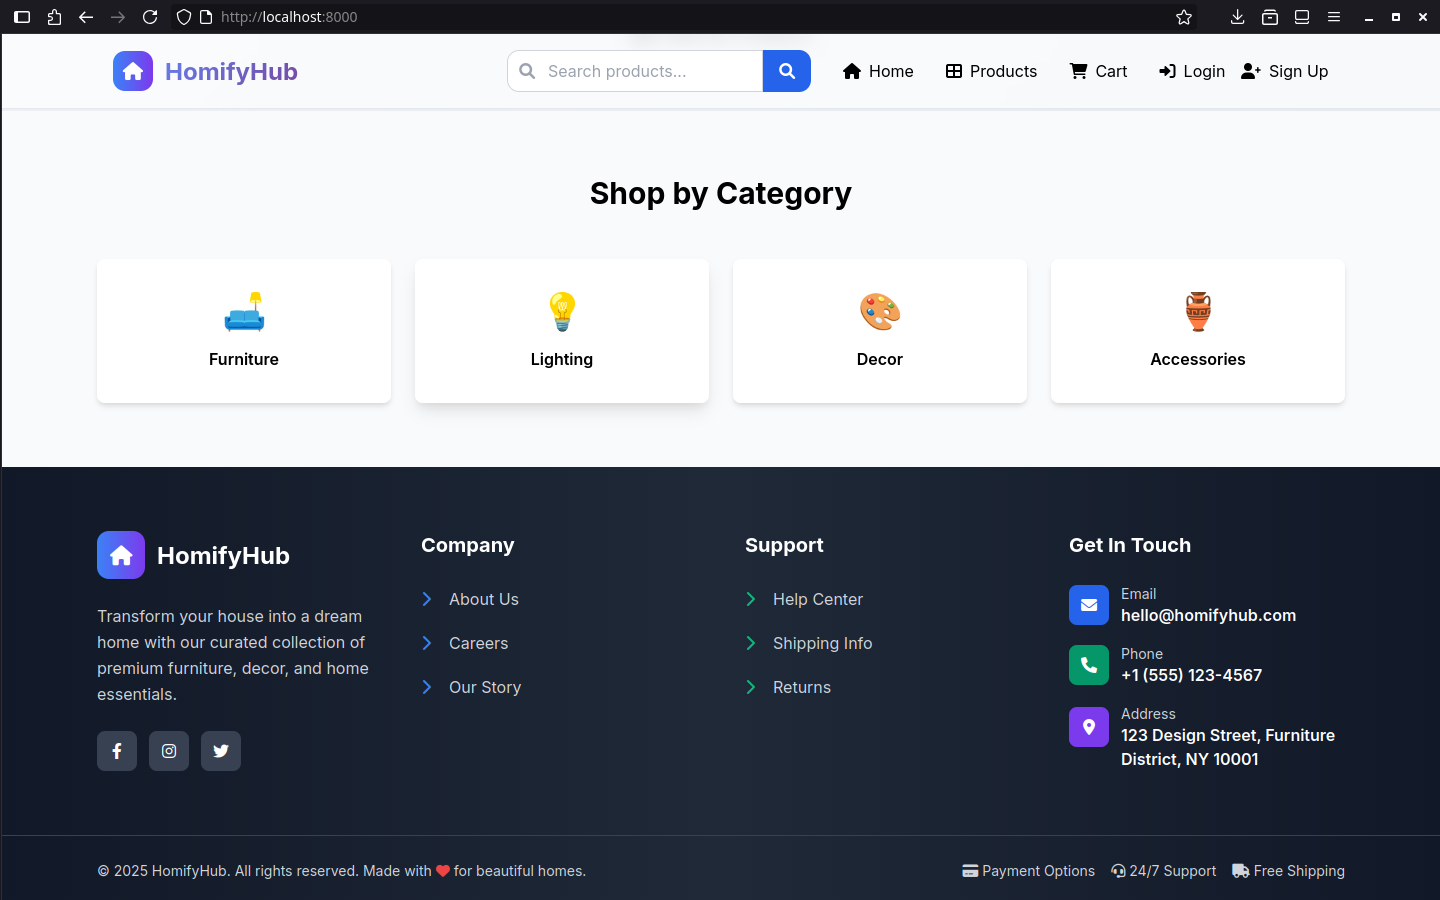 http://localhost:8000
HomifyHub
Search products...
Home
Products
Cart
Login
Sign Up
Shop by Category
Furniture
Lighting
Decor
Accessories
HomifyHub
Transform your house into a dream
home with our curated collection of
premium furniture, decor, and home
essentials.
Company
About Us
Careers
Our Story
Support
Help Center
Shipping Info
Returns
Get In Touch
Email
hello@homifyhub.com
Phone
+1 (555) 123-4567
Address
123 Design Street, Furniture
District, NY 10001
© 2025 HomifyHub. All rights reserved. Made with ❤ for beautiful homes.
Payment Options
24/7 Support
Free Shipping